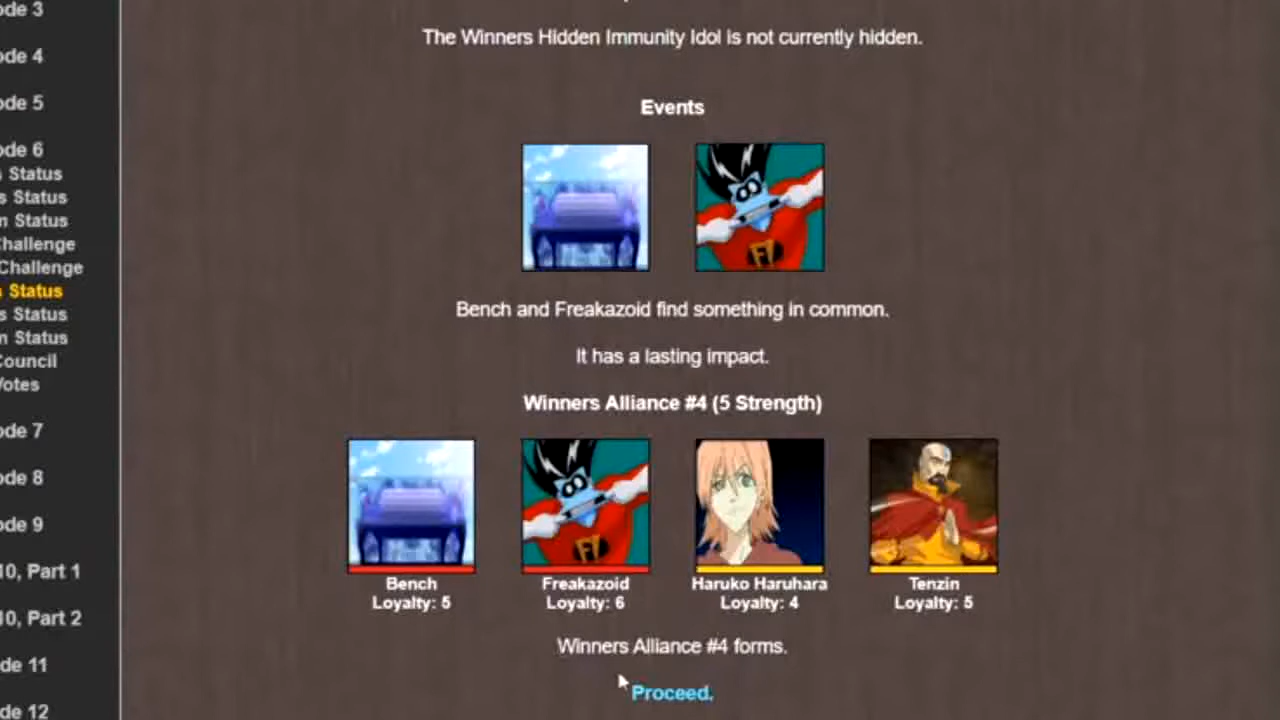 ode 3
ode 4
ode 5
ode 6
s Status
s Status
m Status
Challenge
Challenge
s Status
s Status
m Status
Council
Votes
ode 7
ode 8
ode 9
10, Part 1
10, Part 2
de 11
de 12
The Winners Hidden Immunity Idol is not currently hidden.
Events
Bench and Freakazoid find something in common.
It has a lasting impact.
Winners Alliance #4 (5 Strength)
Bench
Loyalty: 5
Freakazoid
Loyalty: 6
Haruko Haruhara
Loyalty: 4
Tenzin
Loyalty: 5
Winners Alliance #4 forms.
Proceed.